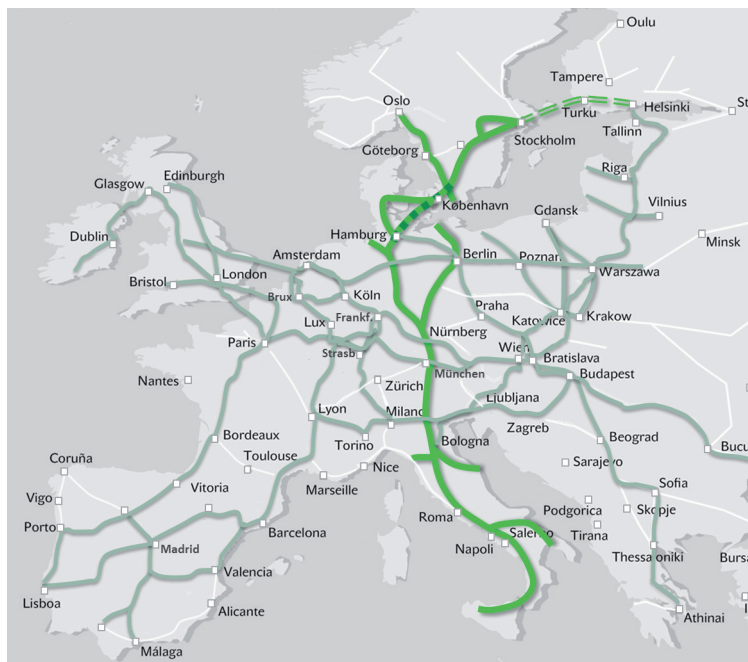 Oulu
Tampere
Oslo
Turku
Helsinki
St
Tallinn
Stockholm
Göteborg
Riga
Glasgow
Edinburgh
København
Vilnius
Gdansk
Dublin
Hamburg
Minsk
Amsterdam
Berlin
Poznan
Warszawa
Bristol
London
Brux
Köln
Praha
Lux
Frankf.
Katowice
Krakow
Paris
Nürnberg
Strasb
Wien
Bratislava
München
Budapest
Nantes
Zürich
Ljubljana
Lyon
Milano
Zagreb
Bordeaux
Torino
Bologna
Beograd
Bucu
Coruña
Toulouse
Nice
Sarajevo
Marseille
Vitoria
Sofia
Vigo
Roma
Podgorica
Skopje
Porto
Barcelona
Salerno
Tirana
Madrid
Napoli
Thessaloniki
Bursa
Valencia
Lisboa
Alicante
Athinai
I
Málaga